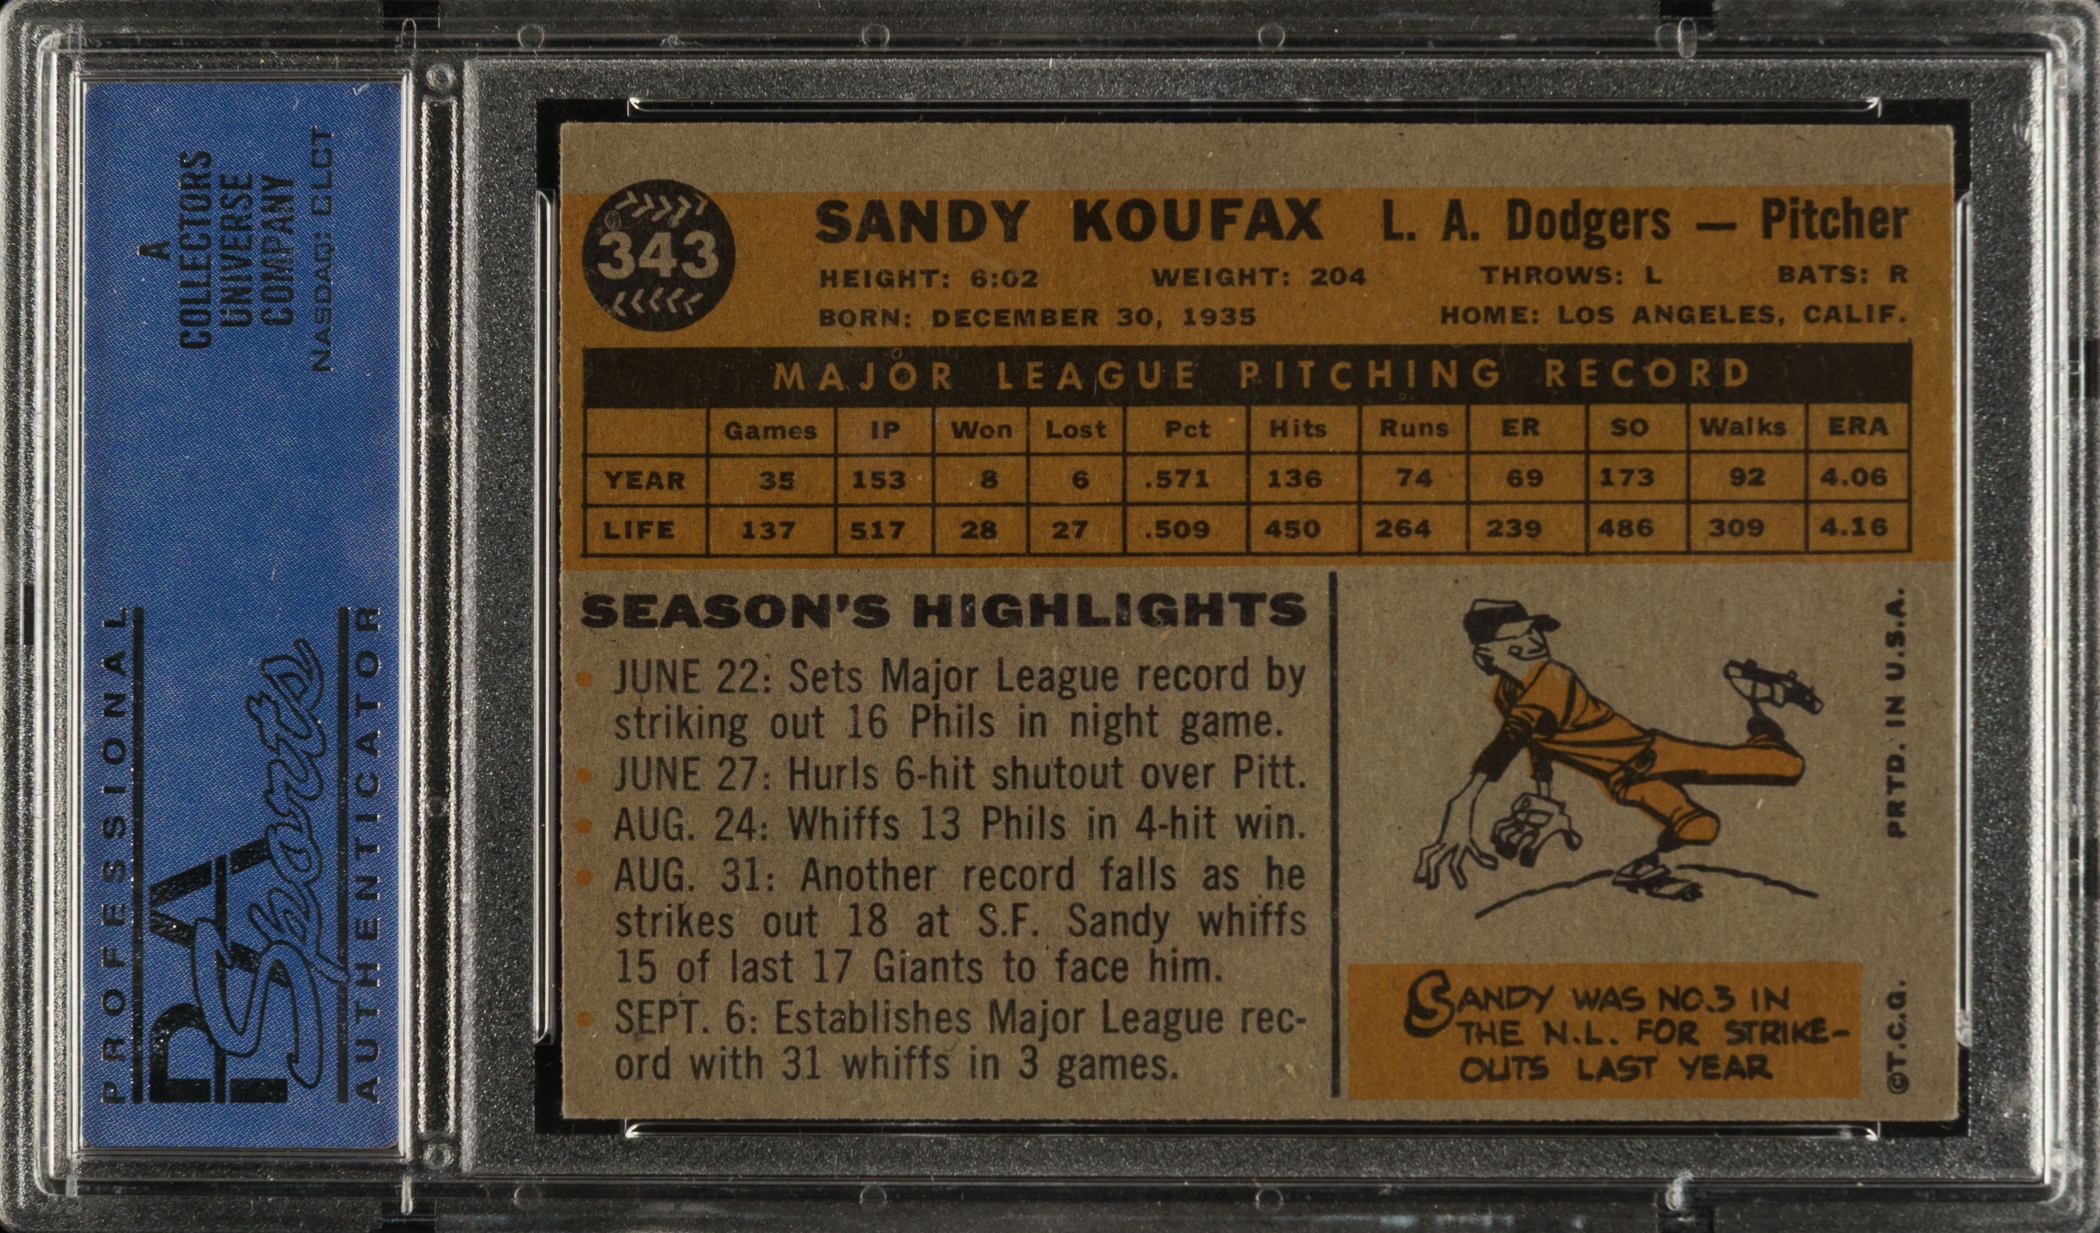 A
COLLECTORS
UNIVERSE
COMPANY
NASDAQ: CLCT
PROFESSIONAL
PSA
Sports
AUTHENTICATOR
343
SANDY KOUFAX L. A. Dodgers — Pitcher
HEIGHT: 6:02 WEIGHT: 204 THROWS: L BATS: R
BORN: DECEMBER 30, 1935 HOME: LOS ANGELES, CALIF.
MAJOR LEAGUE PITCHING RECORD
Games IP Won Lost Pct Hits Runs ER SO Walks ERA
YEAR 35 153 8 6 .571 136 74 69 173 92 4.06
LIFE 137 517 28 27 .509 450 264 239 486 309 4.16
SEASON'S HIGHLIGHTS
• JUNE 22: Sets Major League record by
striking out 16 Phils in night game.
• JUNE 27: Hurls 6-hit shutout over Pitt.
• AUG. 24: Whiffs 13 Phils in 4-hit win.
• AUG. 31: Another record falls as he
strikes out 18 at S.F. Sandy whiffs
15 of last 17 Giants to face him.
• SEPT. 6: Establishes Major League rec-
ord with 31 whiffs in 3 games.
SANDY WAS NO.3 IN
THE N.L. FOR STRIKE-
OUTS LAST YEAR
©T.C.G. PRTD. IN U.S.A.